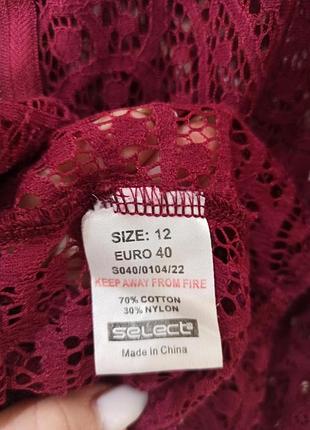 SIZE: 12
EURO 40
S040/0104/22
KEEP AWAY FROM FIRE
70% COTTON
30% NYLON
select
Made in China